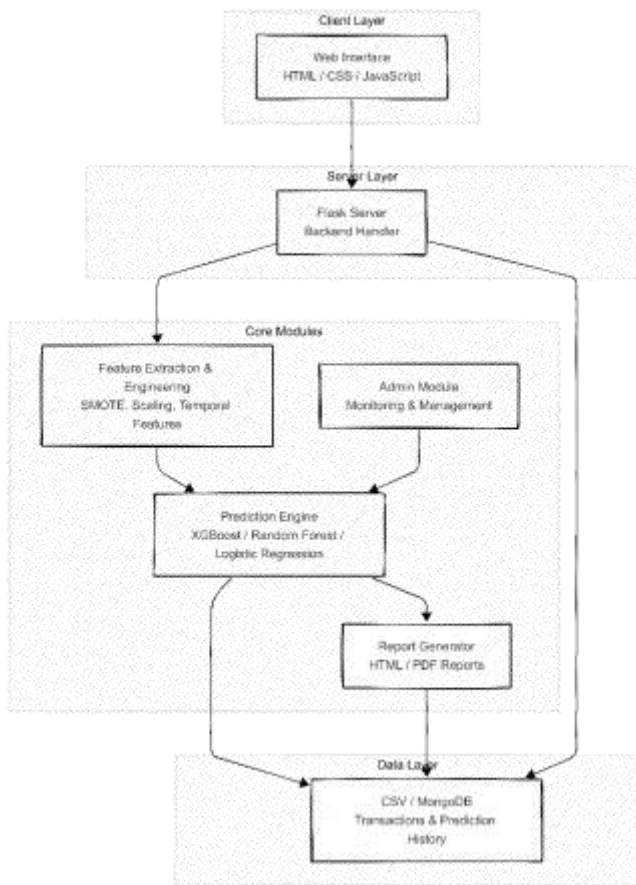 Client Layer
Web Interface
HTML / CSS / JavaScript
Server Layer
Flask Server
Backend Handler
Core Modules
Feature Extraction &
Engineering
SMOTE, Scaling, Temporal
Features
Admin Module
Monitoring & Management
Prediction Engine
XGBoost / Random Forest /
Logistic Regression
Report Generator
HTML / PDF Reports
Data Layer
CSV / MongoDB
Transactions & Prediction
History